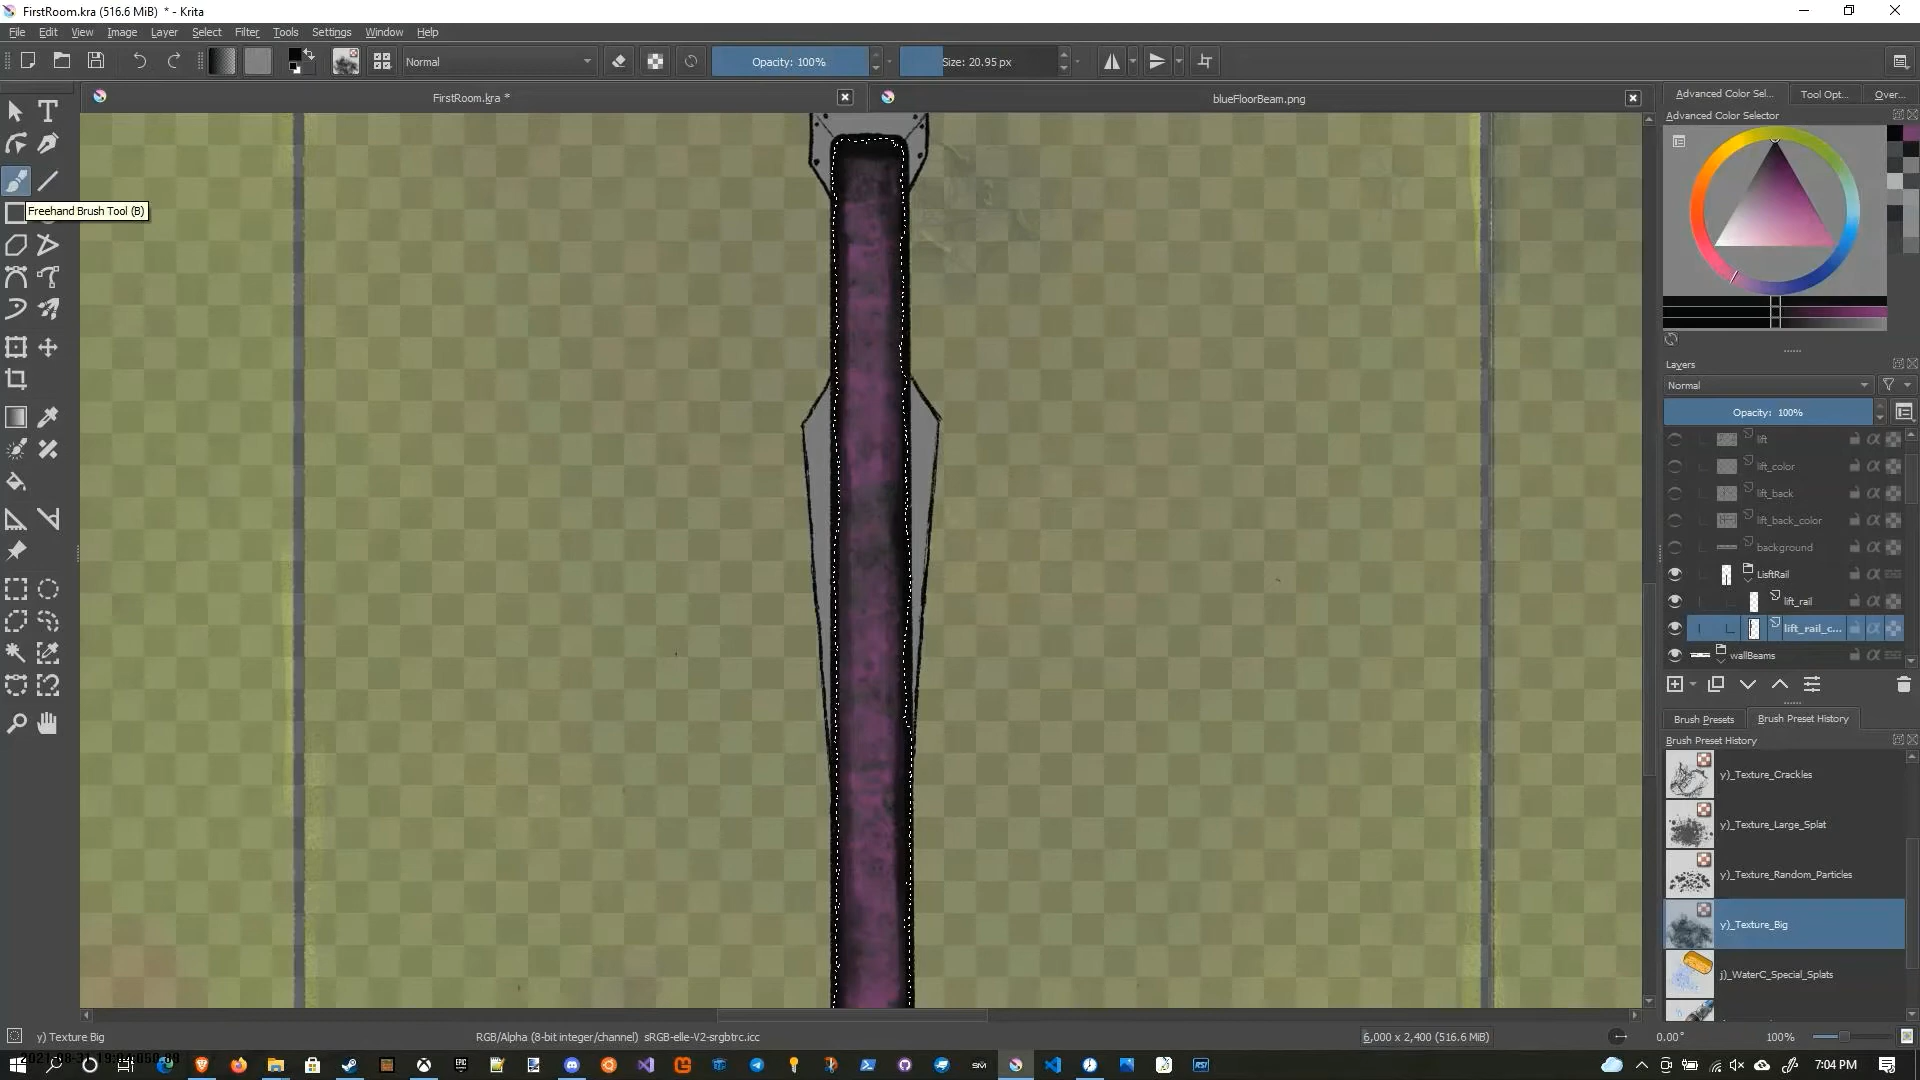 FirstRoom.kra (516.6 MiB) * - Krita
File Edit View Image Layer Select Filter Tools Settings Window Help
Normal
Opacity: 100%
Size: 20.95 px
FirstRoom.kra *
blueFloorBeam.png
Advanced Color Sel...
Tool Opt...
Over...
Advanced Color Selector
Freehand Brush Tool (B)
Layers
Normal
Opacity: 100%
lift
lift_color
lift_back
lift_back_color
background
LisftRail
lift_rail
lift_rail_c...
wallBeams
Brush Presets
Brush Preset History
Brush Preset History
y)_Texture_Crackles
y)_Texture_Large_Splat
y)_Texture_Random_Particles
y)_Texture_Big
j)_WaterC_Special_Splats
y) Texture Big
RGB/Alpha (8-bit integer/channel) sRGB-elle-V2-srgbtrc.icc
6,000 x 2,400 (516.6 MiB)
0.00°
100%
7:04 PM